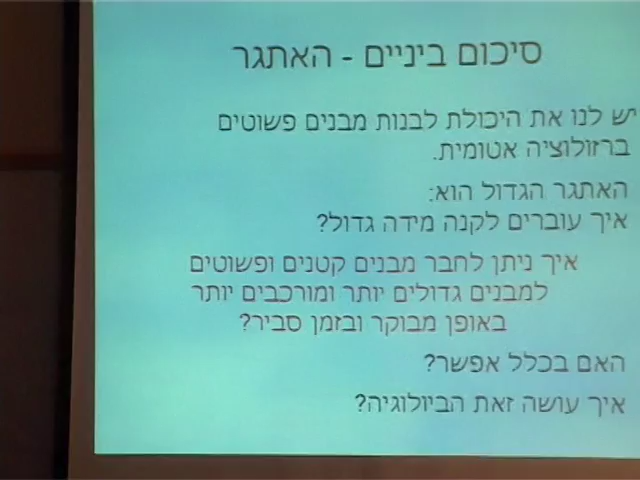 סיכום ביניים - האתגר
יש לנו את היכולת לבנות מבנים פשוטים
ברזולוציה אטומית.
האתגר הגדול הוא:
איך עוברים לקנה מידה גדול?
איך ניתן לחבר מבנים קטנים ופשוטים
למבנים גדולים יותר ומורכבים יותר
באופן מבוקר ובזמן סביר?
האם בכלל אפשר?
איך עושה זאת הביולוגיה?